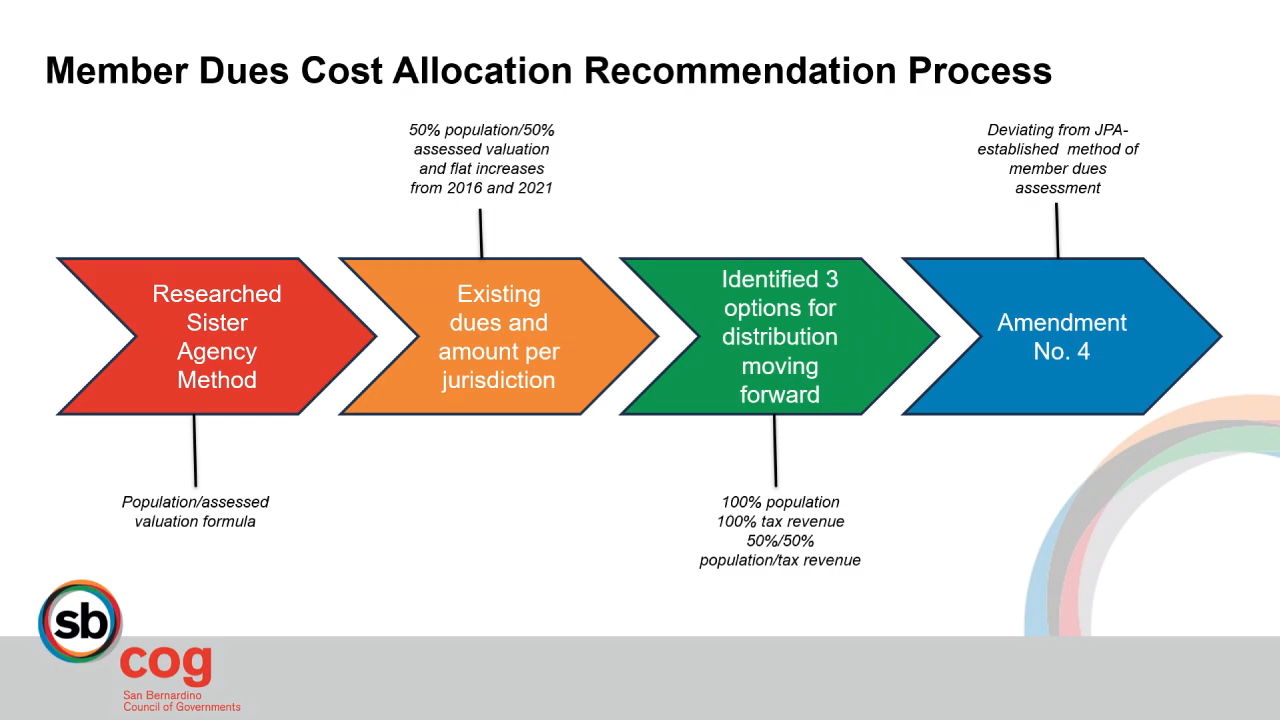 Member Dues Cost Allocation Recommendation Process
50% population/50%
assessed valuation
and flat increases
from 2016 and 2021
Deviating from JPA-
established method of
member dues
assessment
Researched
Sister
Agency
Method
Existing
dues and
amount per
jurisdiction
Identified 3
options for
distribution
moving
forward
Amendment
No. 4
Population/assessed
valuation formula
100% population
100% tax revenue
50%/50%
population/tax revenue
sb
cog
San Bernardino
Council of Governments